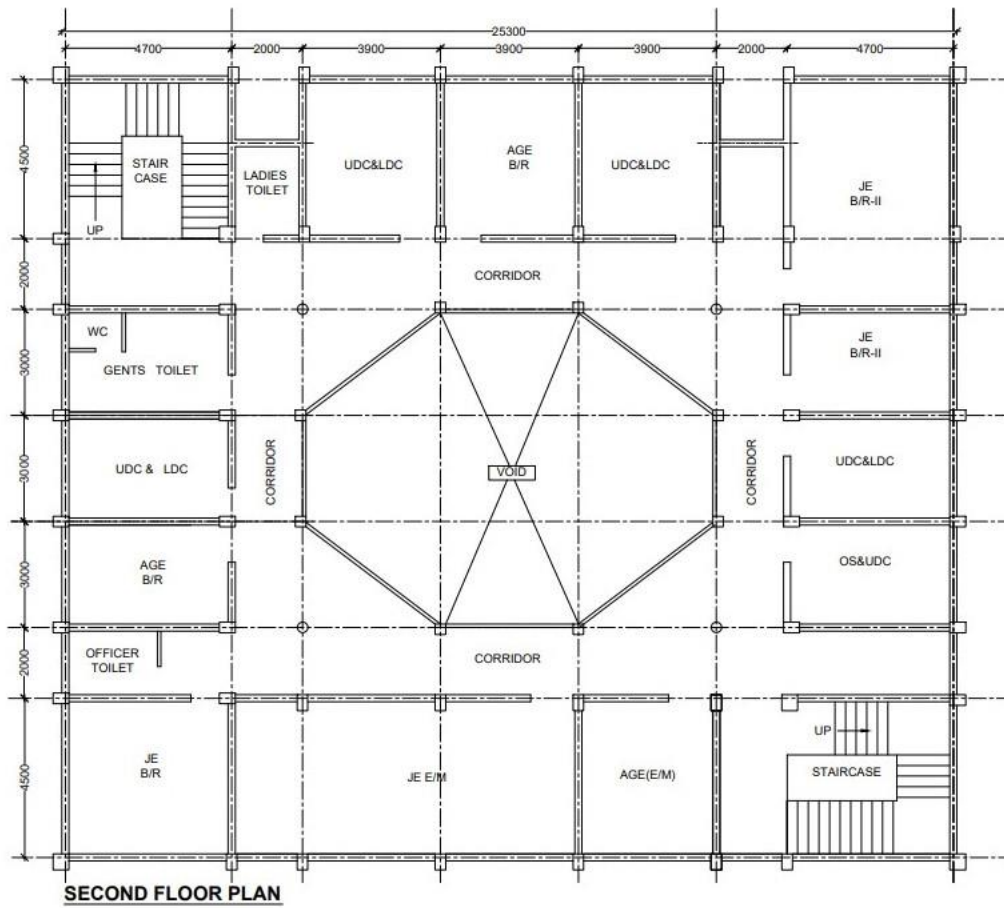 25300
4700 2000 3900 3900 3900 2000 4700
4500
STAIR
CASE
UP
LADIES
TOILET
UDC&LDC
AGE
B/R
UDC&LDC
JE
B/R-II
2000
CORRIDOR
3000
WC
GENTS TOILET
JE
B/R-II
3000
UDC & LDC
CORRIDOR
VOID
CORRIDOR
UDC&LDC
3000
AGE
B/R
OS&UDC
2000
OFFICER
TOILET
CORRIDOR
4500
JE
B/R
JE E/M
AGE(E/M)
UP
STAIRCASE
SECOND FLOOR PLAN